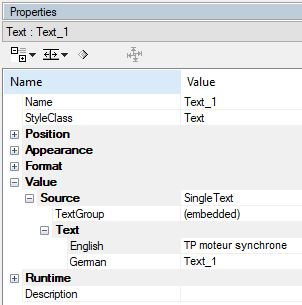 Properties
Text : Text_1
Name Value
Name Text_1
StyleClass Text
Position
Appearance
Format
Value
Source SingleText
TextGroup (embedded)
Text
English TP moteur synchrone
German Text_1
Runtime
Description